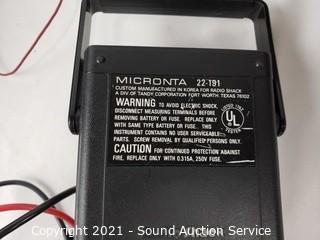 MICRONTA 22-191
CUSTOM MANUFACTURED IN KOREA FOR RADIO SHACK
A DIV. OF TANDY CORPORATION FORT WORTH, TEXAS 76102
WARNING TO AVOID ELECTRIC SHOCK,
DISCONNECT MEASURING TERMINALS BEFORE
REMOVING BATTERY OR FUSE. REPLACE ONLY
WITH SAME TYPE BATTERY OR FUSE. THIS
INSTRUMENT CONTAINS NO USER SERVICEABLE
PARTS. SCREW REMOVAL BY QUALIFIED PERSONS ONLY.
CAUTION FOR CONTINUED PROTECTION AGAINST
FIRE. REPLACE ONLY WITH 0.315A, 250V FUSE.
UL
LISTED
TESTER
Copyright 2021 - Sound Auction Service